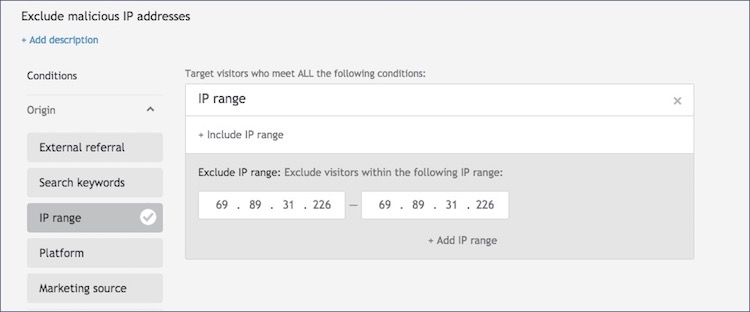 Exclude malicious IP addresses
+ Add description
Conditions
Target visitors who meet ALL the following conditions:
Origin
IP range
External referral
+ Include IP range
Search keywords
Exclude IP range: Exclude visitors within the following IP range:
IP range
69 . 89 . 31 . 226 — 69 . 89 . 31 . 226
Platform
+ Add IP range
Marketing source